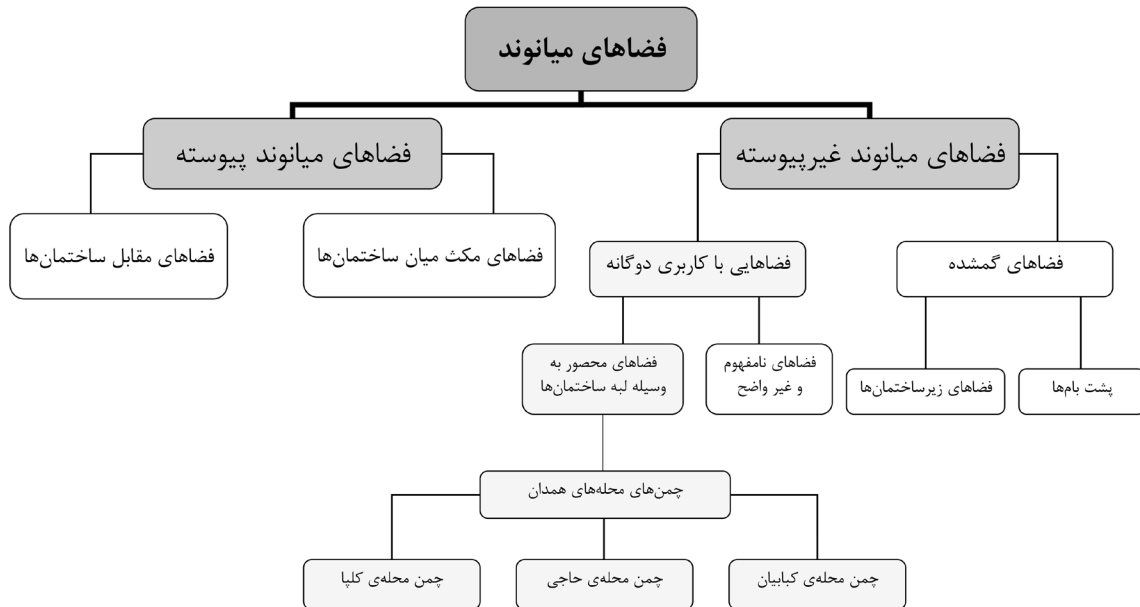 فضاهای میانوند
فضاهای میانوند غیرپیوسته
فضاهای میانوند پیوسته
فضاهای گمشده
فضاهایی با کاربری دوگانه
فضاهای مکث میان ساختمان‌ها
فضاهای مقابل ساختمان‌ها
پشت بام‌ها
فضاهای زیرساختمان‌ها
فضاهای نامفهوم
و غیر واضح
فضاهای محصور به
وسیله لبه ساختمان‌ها
چمن‌های محله‌های همدان
چمن محله‌ی کبابیان
چمن محله‌ی حاجی
چمن محله‌ی کلپا